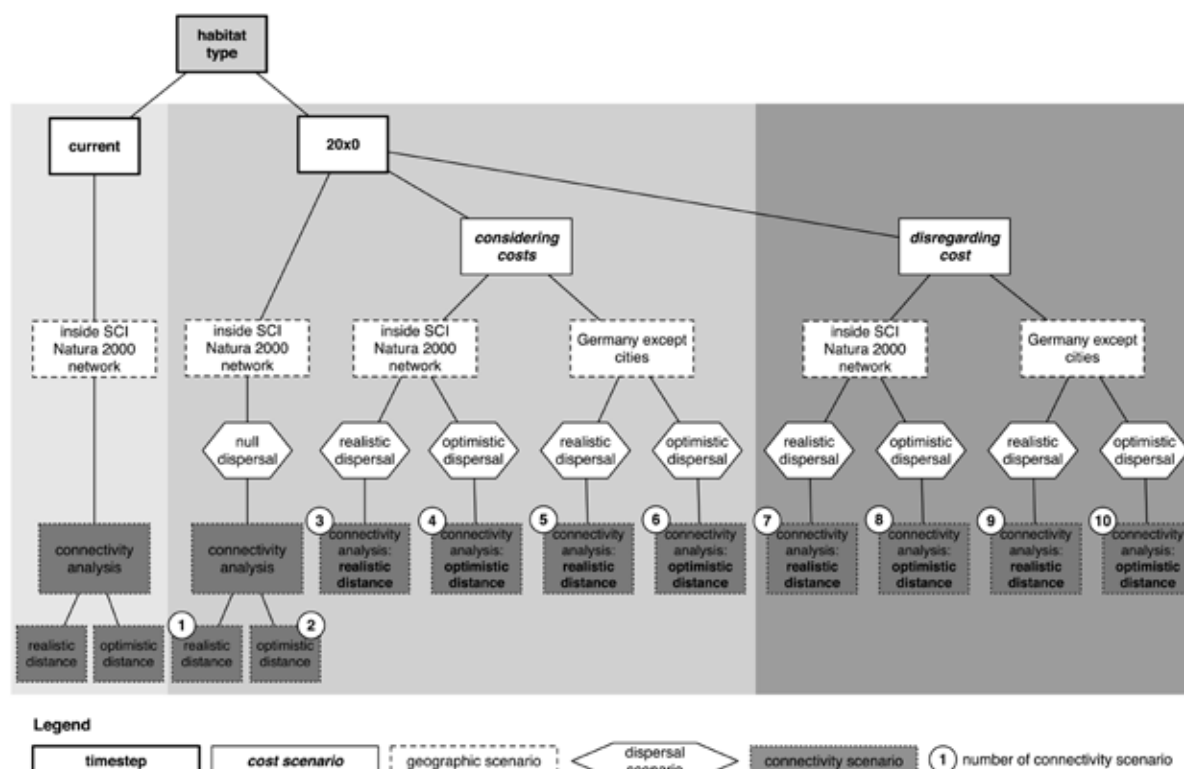 habitat
type
current
20x0
considering
costs
disregarding
cost
inside SCI
Natura 2000
network
inside SCI
Natura 2000
network
inside SCI
Natura 2000
network
Germany except
cities
inside SCI
Natura 2000
network
Germany except
cities
null
dispersal
realistic
dispersal
optimistic
dispersal
realistic
dispersal
optimistic
dispersal
realistic
dispersal
optimistic
dispersal
realistic
dispersal
optimistic
dispersal
connectivity
analysis
connectivity
analysis
3
connectivity
analysis:
realistic
distance
4
connectivity
analysis:
optimistic
distance
5
connectivity
analysis:
realistic
distance
6
connectivity
analysis:
optimistic
distance
7
connectivity
analysis:
realistic
distance
8
connectivity
analysis:
optimistic
distance
9
connectivity
analysis:
realistic
distance
10
connectivity
analysis:
optimistic
distance
realistic
distance
optimistic
distance
1
realistic
distance
2
optimistic
distance
Legend
timestep
cost scenario
geographic scenario
dispersal
scenario
connectivity scenario
1 number of connectivity scenario